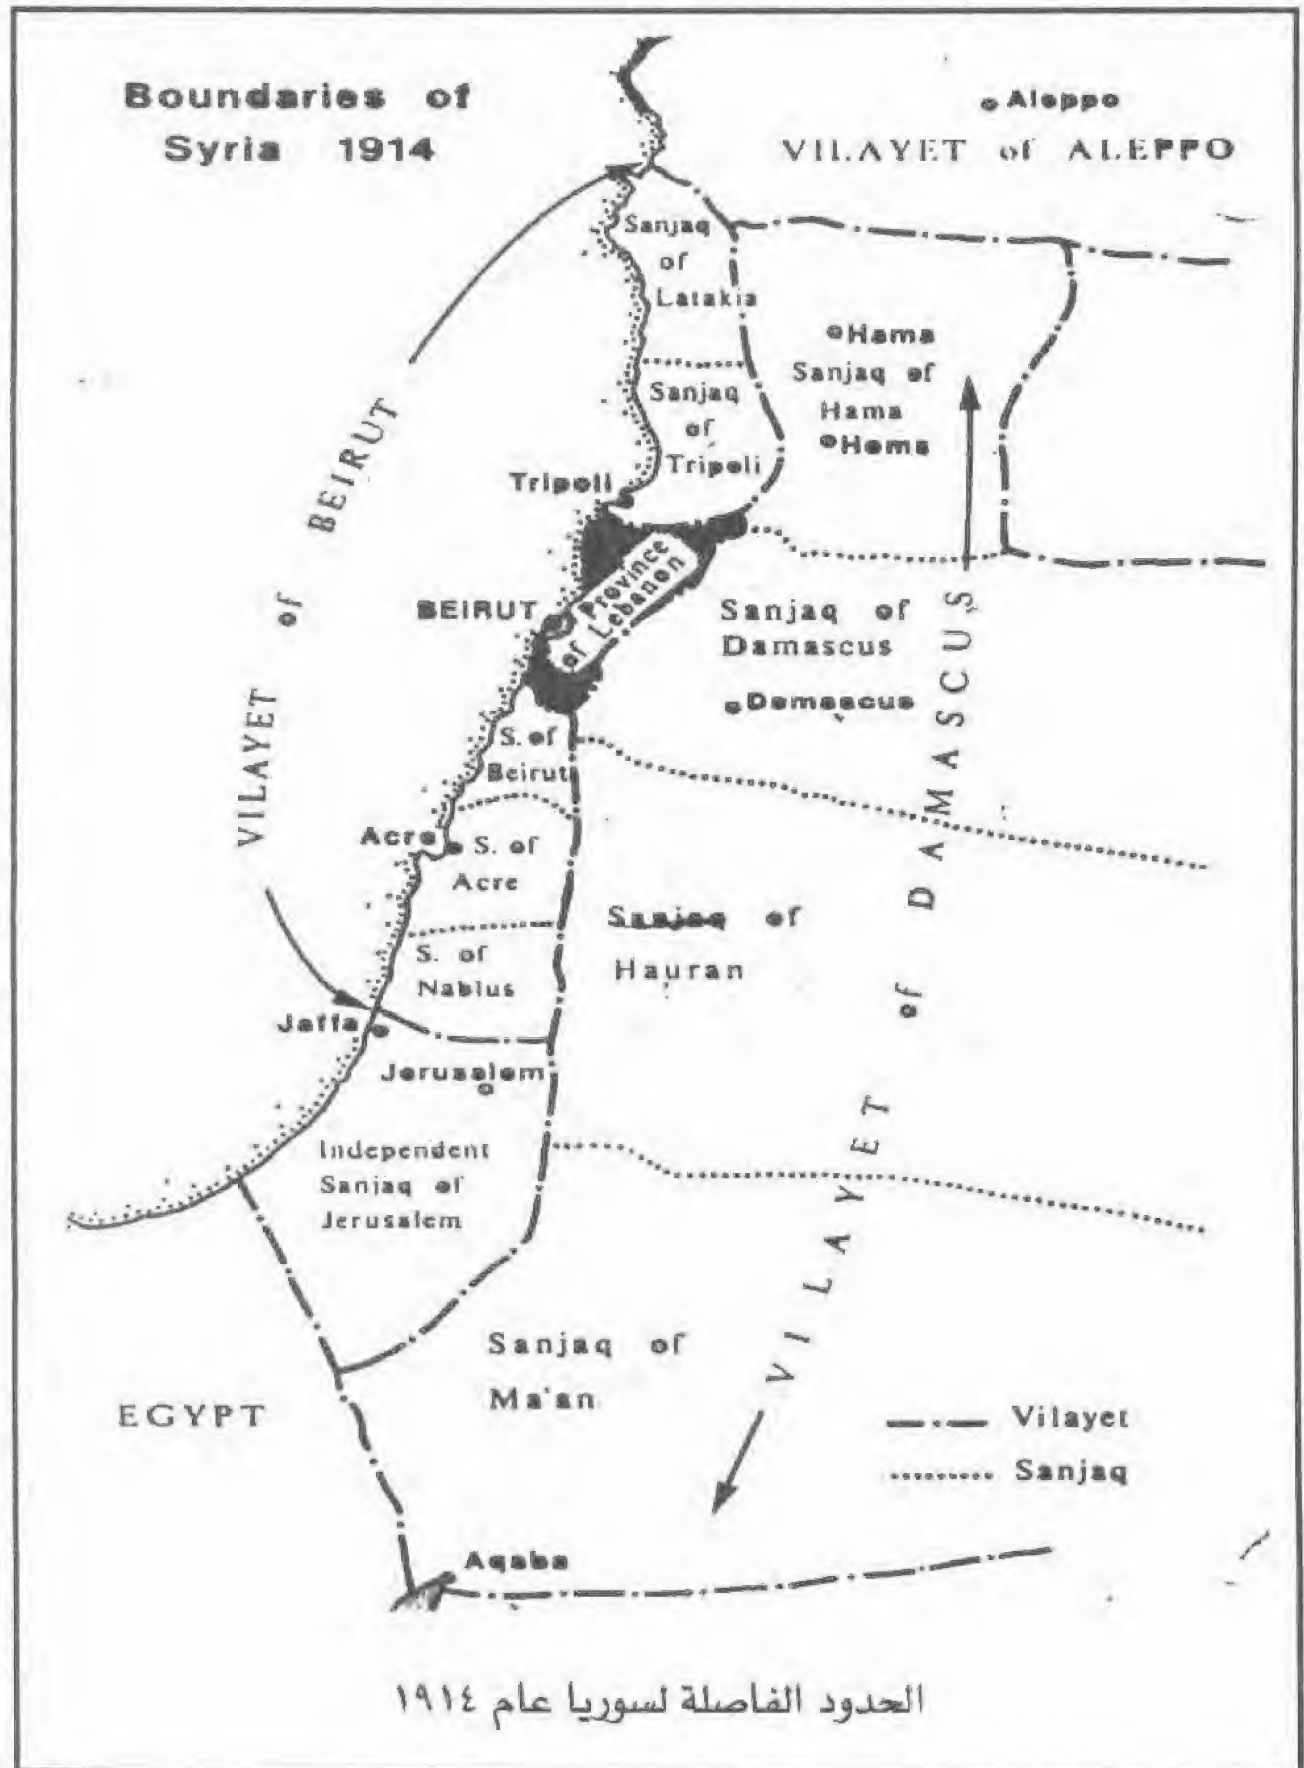 Boundaries of
Syria 1914
Aleppo
VILAYET of ALEPPO
Sanjaq
of
Latakia
Hama
Sanjaq of
Hama
Homs
Sanjaq
of
Tripoli
Tripoli
VILAYET of BEIRUT
Province
of Lebanon
BEIRUT
Sanjaq of
Damascus
Damascus
VILAYET of DAMASCUS
S. of
Beirut
Acre
S. of
Acre
Sanjaq of
Hauran
S. of
Nablus
Jaffa
Jerusalem
Independent
Sanjaq of
Jerusalem
Sanjaq of
Ma'an
EGYPT
Vilayet
Sanjaq
Aqaba
الحدود الفاصلة لسوريا عام ١٩١٤